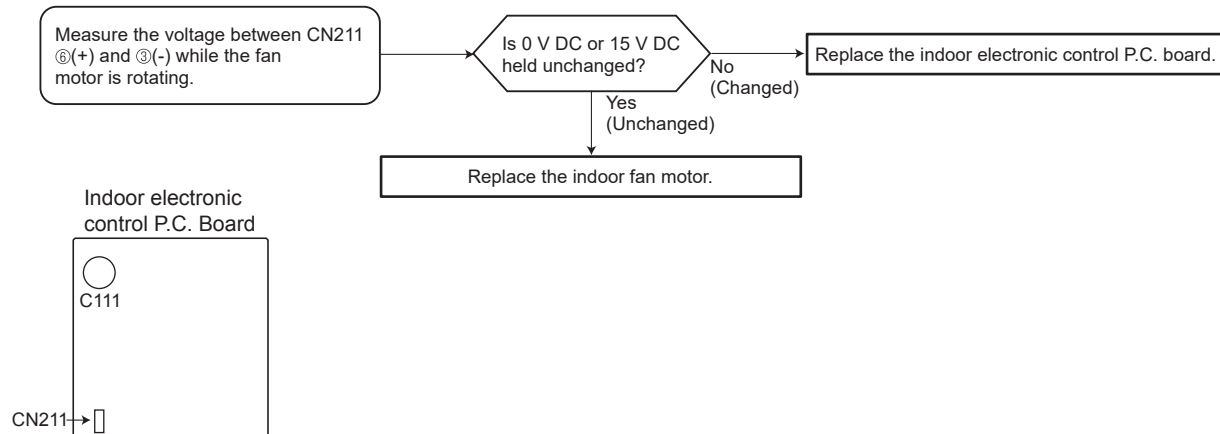 Measure the voltage between CN211
⑥(+) and ③(-) while the fan
motor is rotating.
Is 0 V DC or 15 V DC
held unchanged?
No
(Changed)
Replace the indoor electronic control P.C. board.
Yes
(Unchanged)
Replace the indoor fan motor.
Indoor electronic
control P.C. Board
C111
CN211